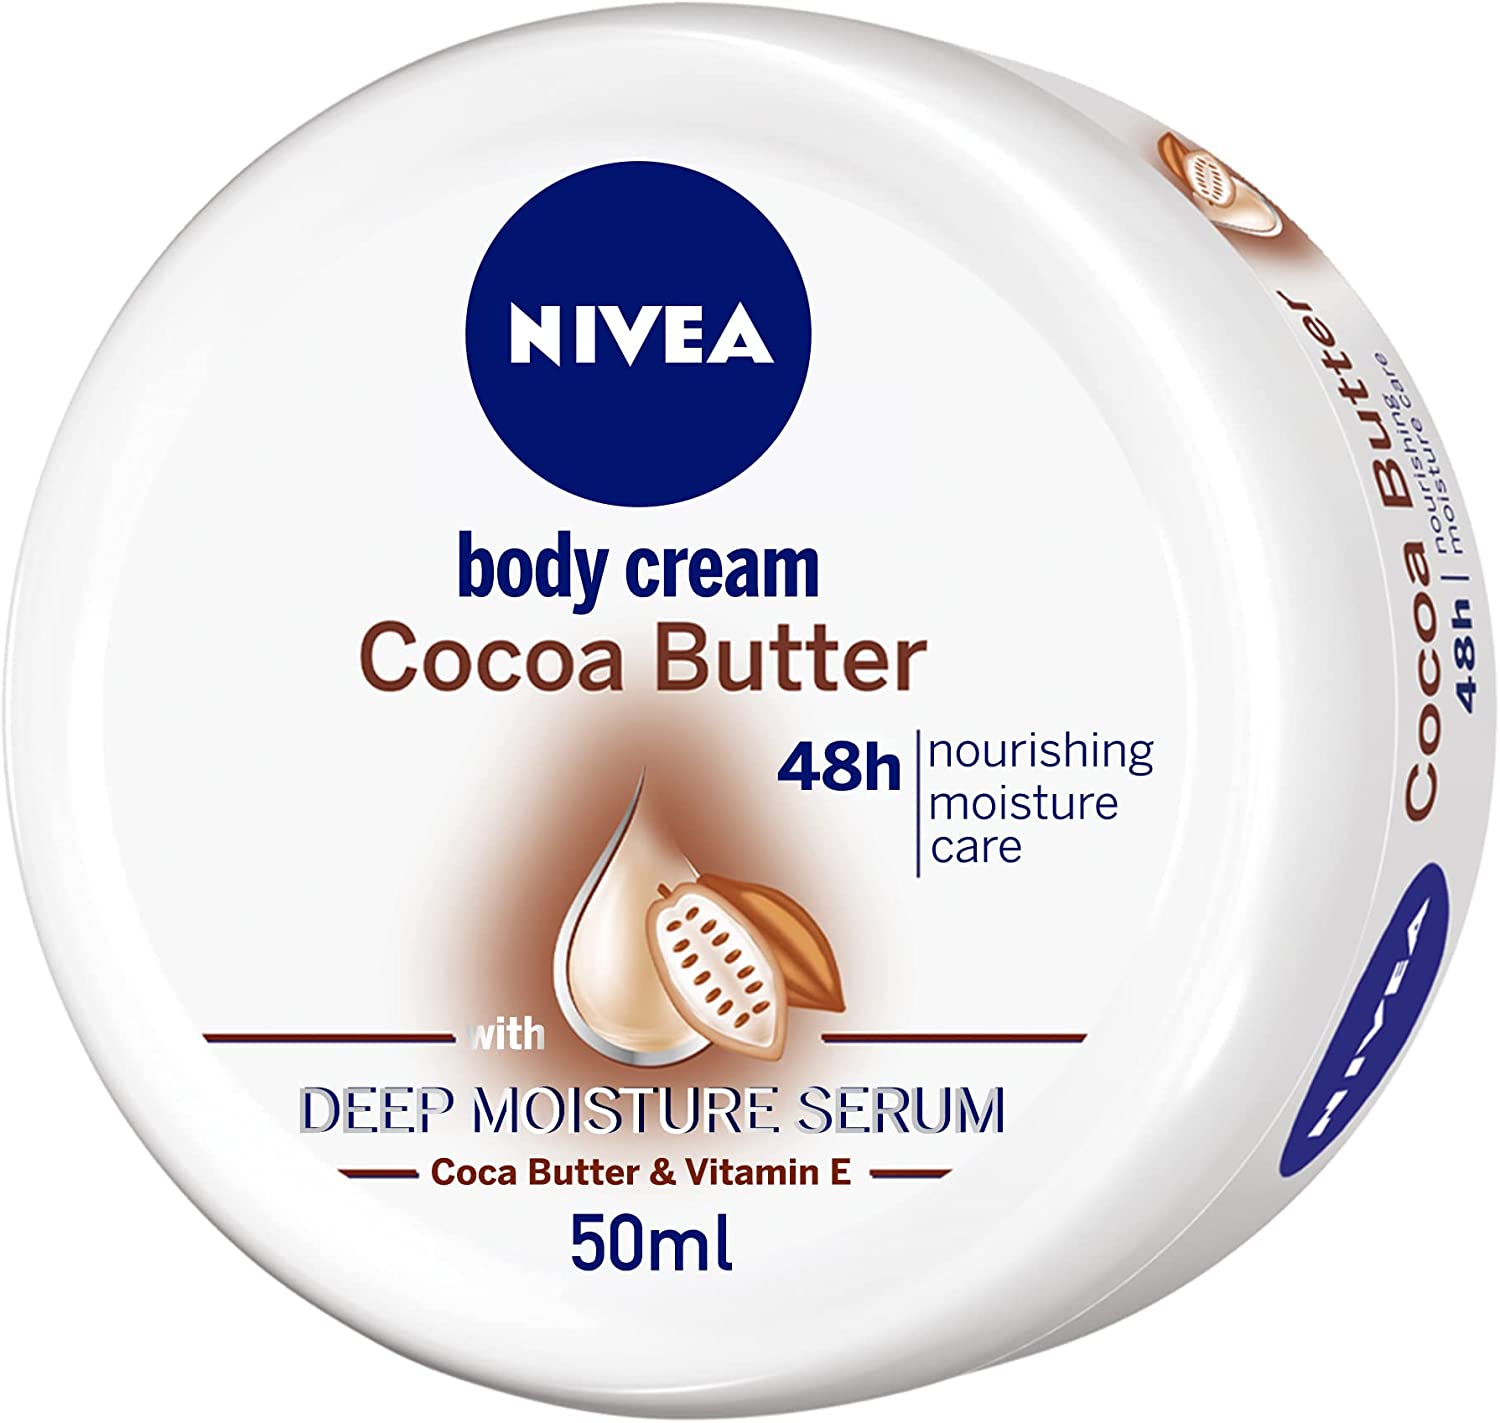 NIVEA
body cream
Cocoa Butter
48h
nourishing
moisture
care
with
DEEP MOISTURE SERUM
Coca Butter & Vitamin E
50ml
Cocoa Butter
48h
nourishing
moisture care
NIVEA